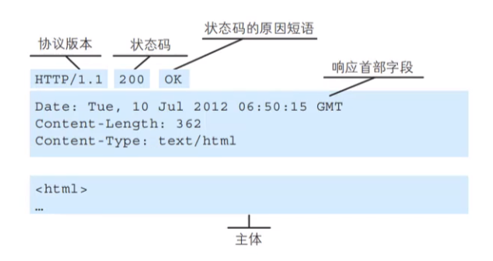 状态码的原因短语
协议版本 状态码
响应首部字段
HTTP/1.1 200 OK
Date: Tue, 10 Jul 2012 06:50:15 GMT
Content-Length: 362
Content-Type: text/html
<html>
…
主体